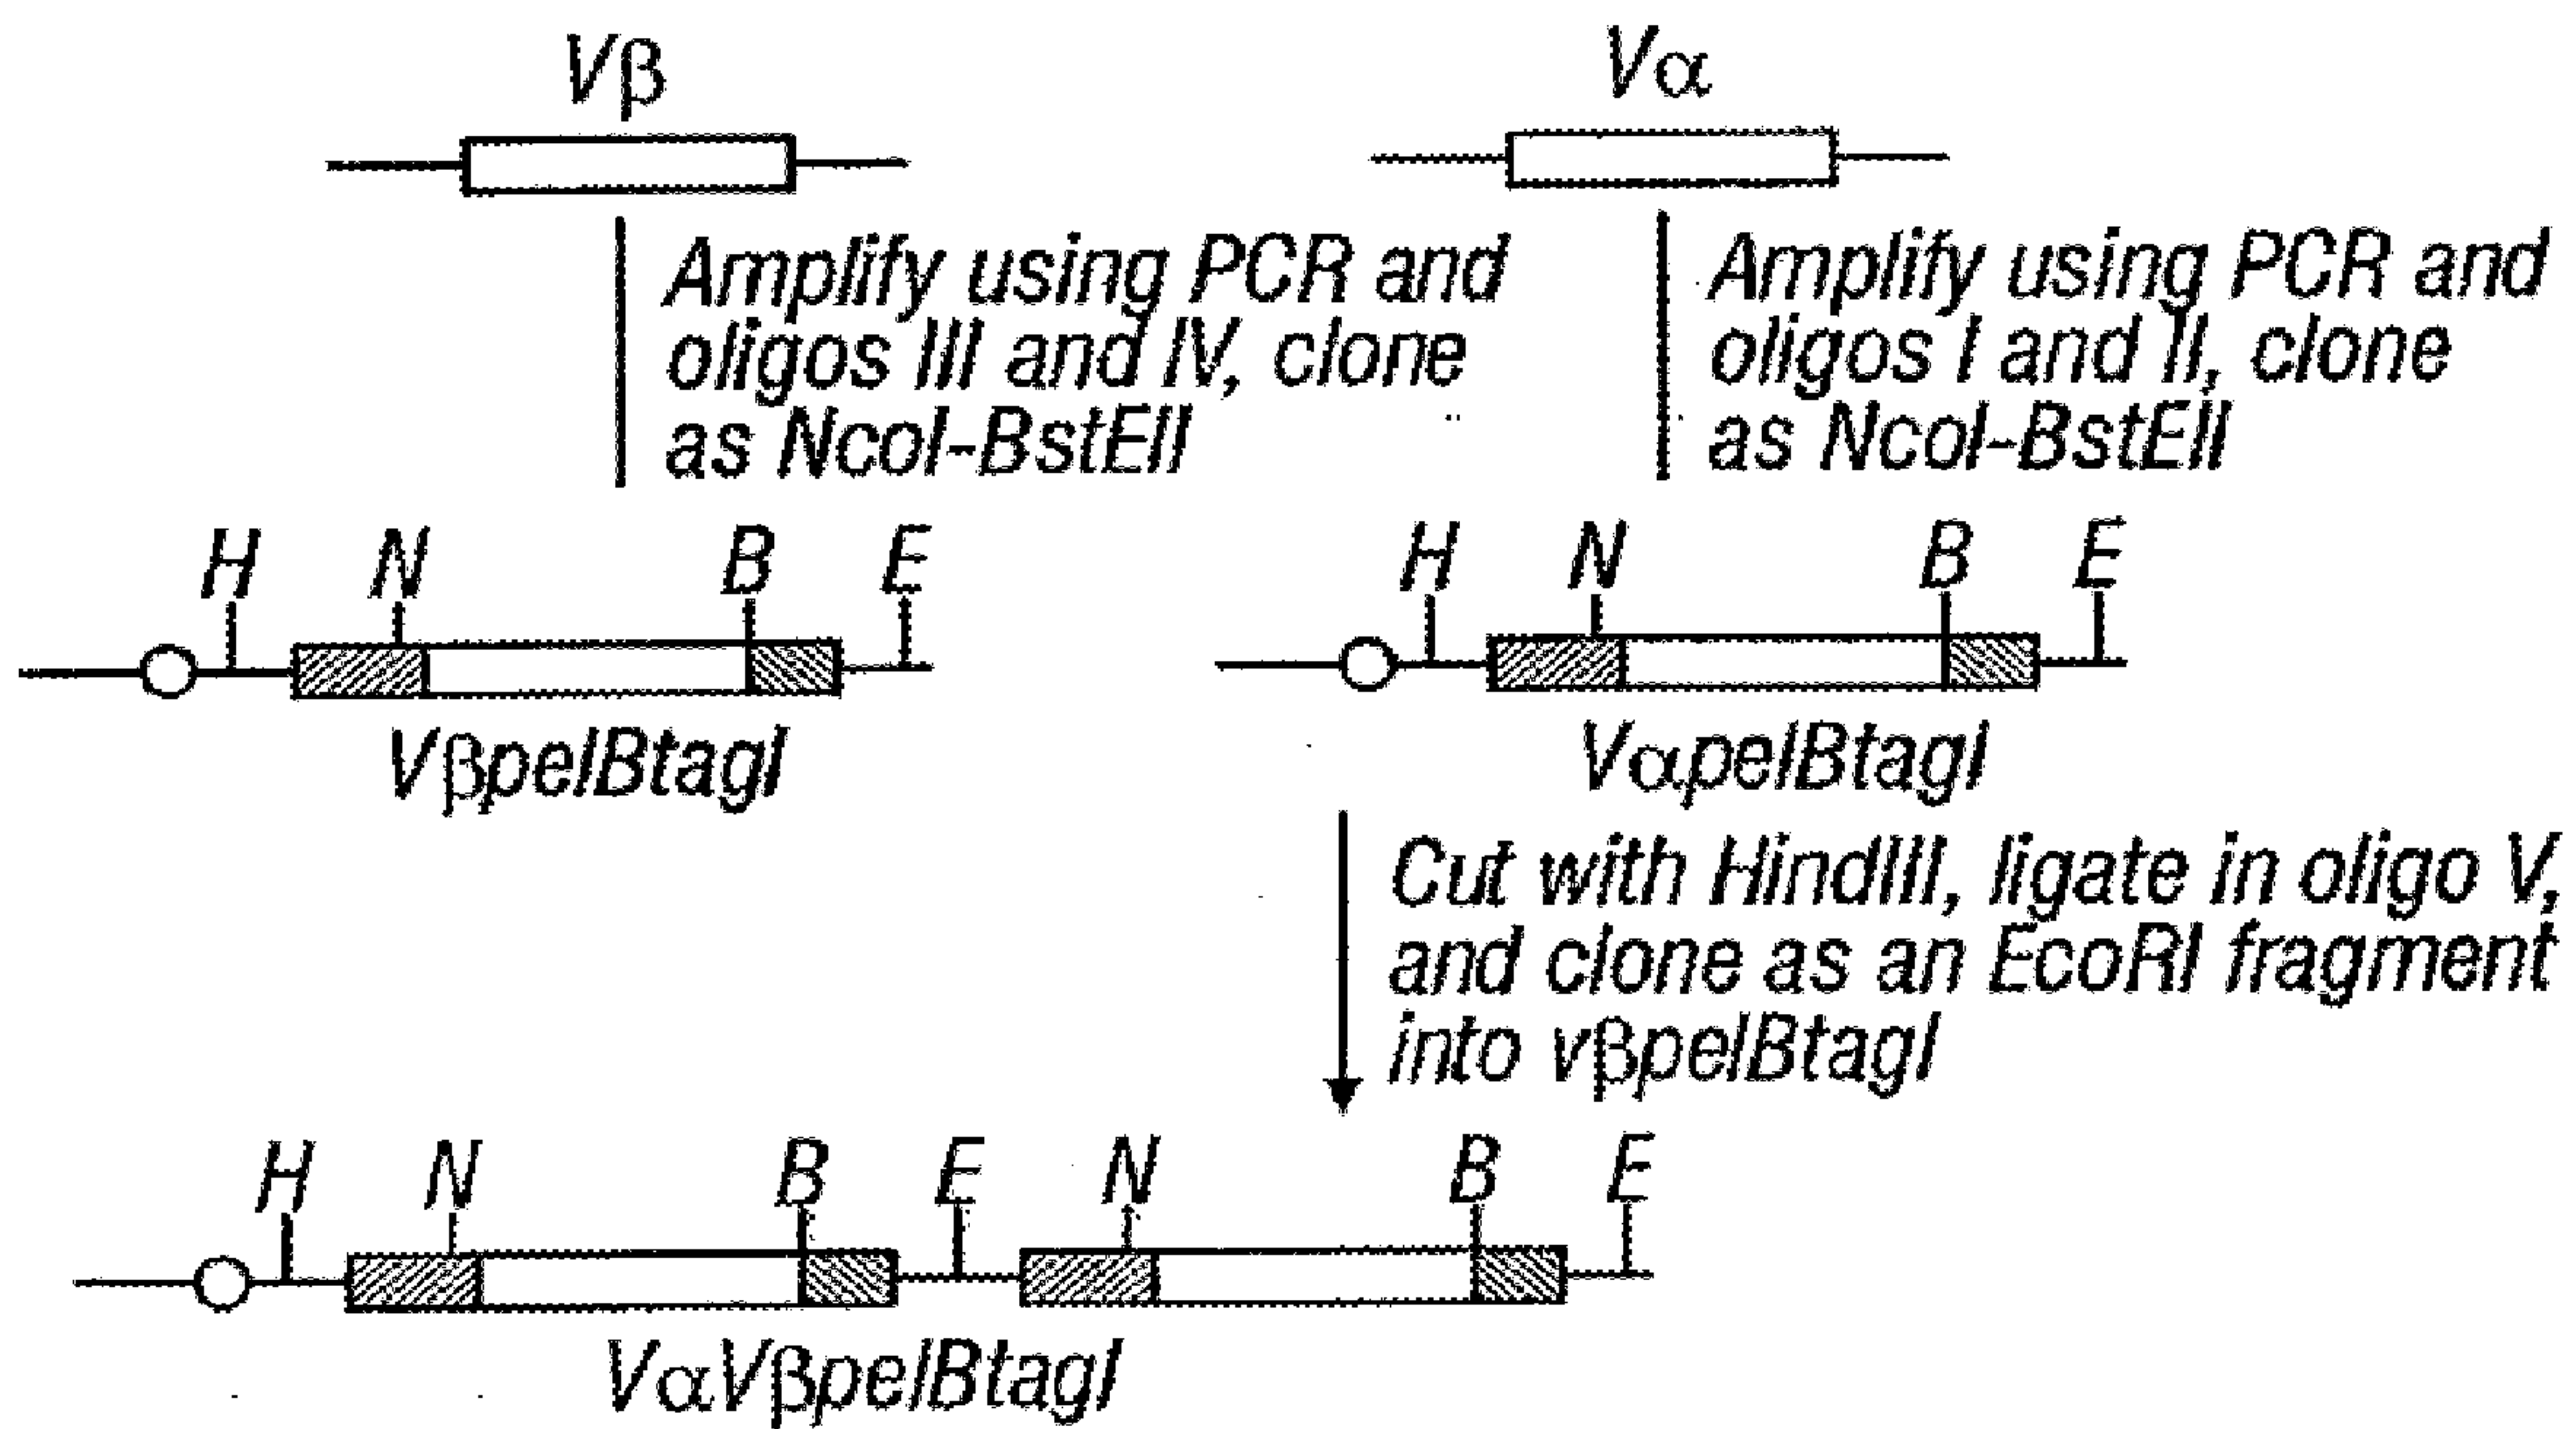 Vβ
Vα
Amplify using PCR and
oligos III and IV, clone
as NcoI-BstEII
Amplify using PCR and
oligos I and II, clone
as NcoI-BstEII
H N B E
H N B E
VβpelBtagI
VαpelBtagI
Cut with HindIII, ligate in oligo V,
and clone as an EcoRI fragment
into vβpelBtagI
H N B E N B E
VαVβpelBtagI